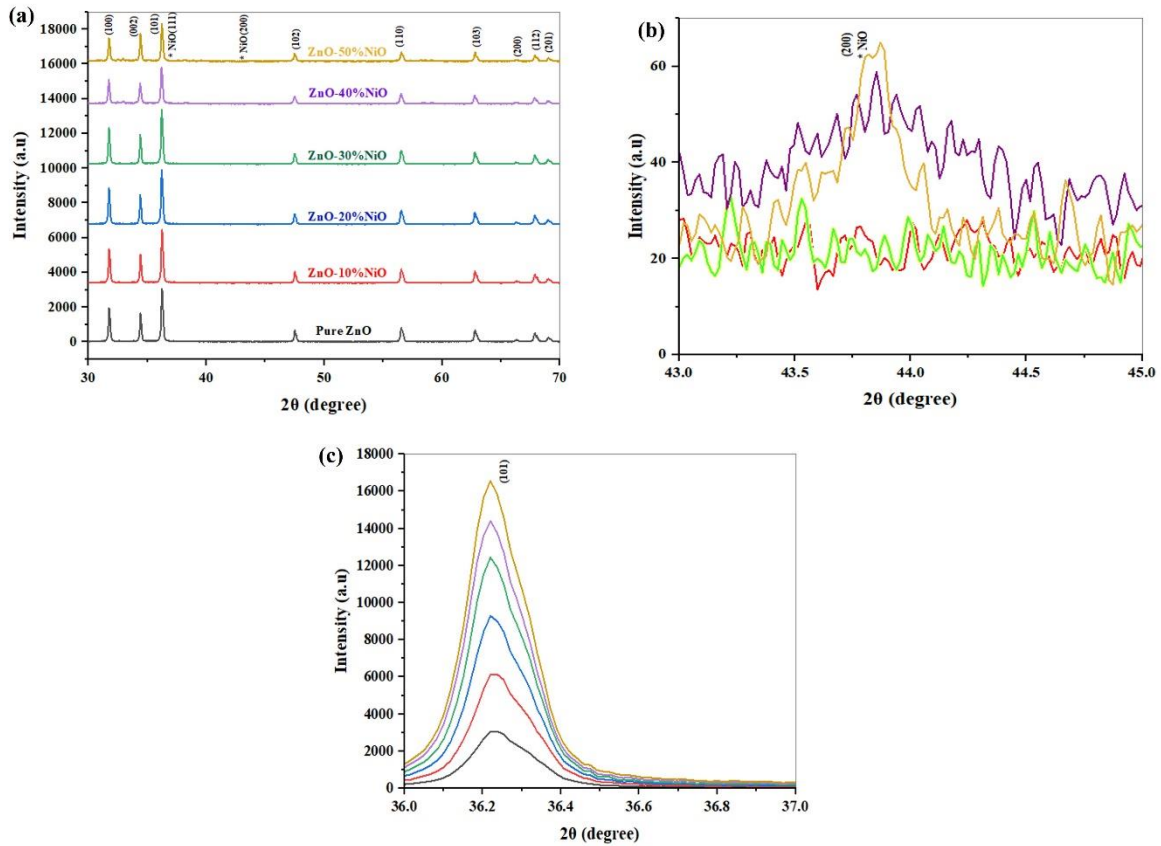 (a)
(100)
(002)
(101)
* NiO(111)
* NiO(200)
(102)
(110)
(103)
(200)
(112)
(201)
18000
16000
14000
12000
10000
8000
6000
4000
2000
0
Intensity (a.u)
ZnO-50%NiO
ZnO-40%NiO
ZnO-30%NiO
ZnO-20%NiO
ZnO-10%NiO
Pure ZnO
30
40
50
60
70
2θ (degree)
(b)
(200)
* NiO
60
40
20
0
Intensity (a.u)
43.0
43.5
44.0
44.5
45.0
2θ (degree)
(c)
(101)
18000
16000
14000
12000
10000
8000
6000
4000
2000
0
Intensity (a.u)
36.0
36.2
36.4
36.6
36.8
37.0
2θ (degree)